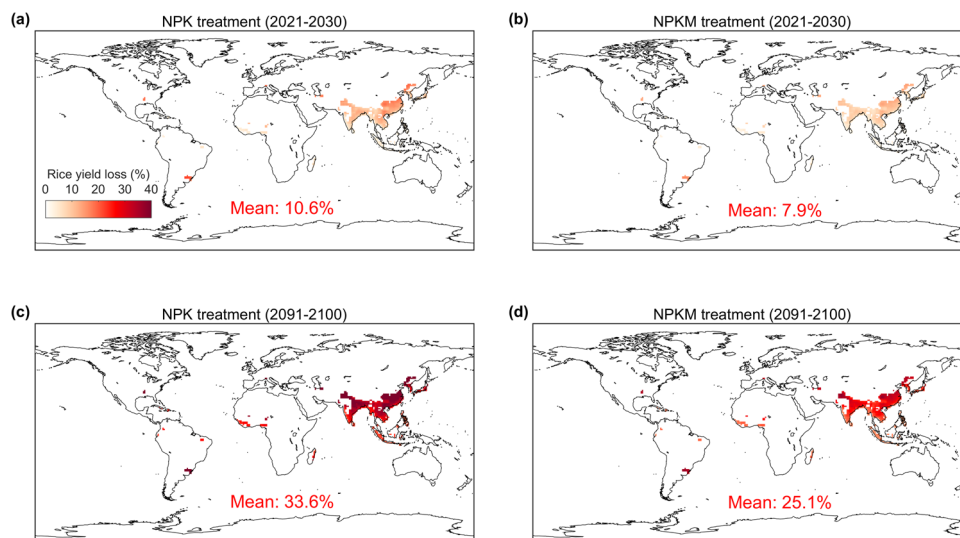 (a) NPK treatment (2021-2030)
(b) NPKM treatment (2021-2030)
Rice yield loss (%)
0 10 20 30 40
Mean: 10.6%
Mean: 7.9%
(c) NPK treatment (2091-2100)
(d) NPKM treatment (2091-2100)
Mean: 33.6%
Mean: 25.1%